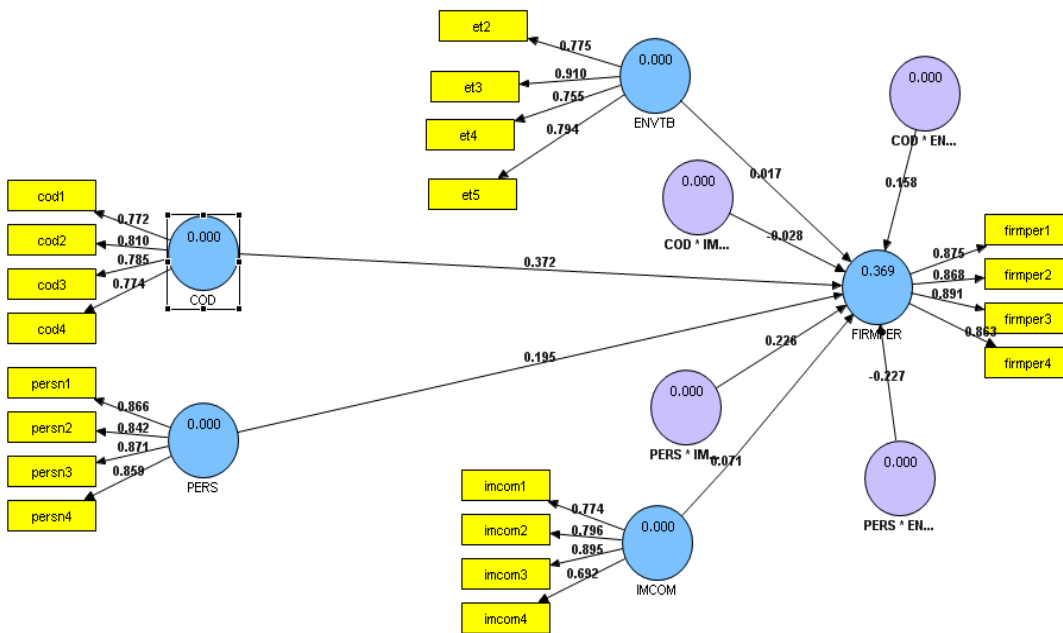 et2
0.775
0.000
et3
0.910
0.755
et4
0.794
ENVTB
et5
0.000
COD * EN...
0.158
0.017
0.000
COD * IM...
-0.028
cod1
0.772
cod2
0.810
cod3
0.785
cod4
0.774
0.000
COD
0.372
0.369
FIRMPER
firmper1
0.875
firmper2
0.868
firmper3
0.891
firmper4
0.863
0.195
0.226
-0.227
persn1
0.866
persn2
0.842
persn3
0.871
persn4
0.859
0.000
PERS
0.000
PERS * IM...
0.071
0.000
PERS * EN...
imcom1
0.774
imcom2
0.796
imcom3
0.895
imcom4
0.692
0.000
IMCOM